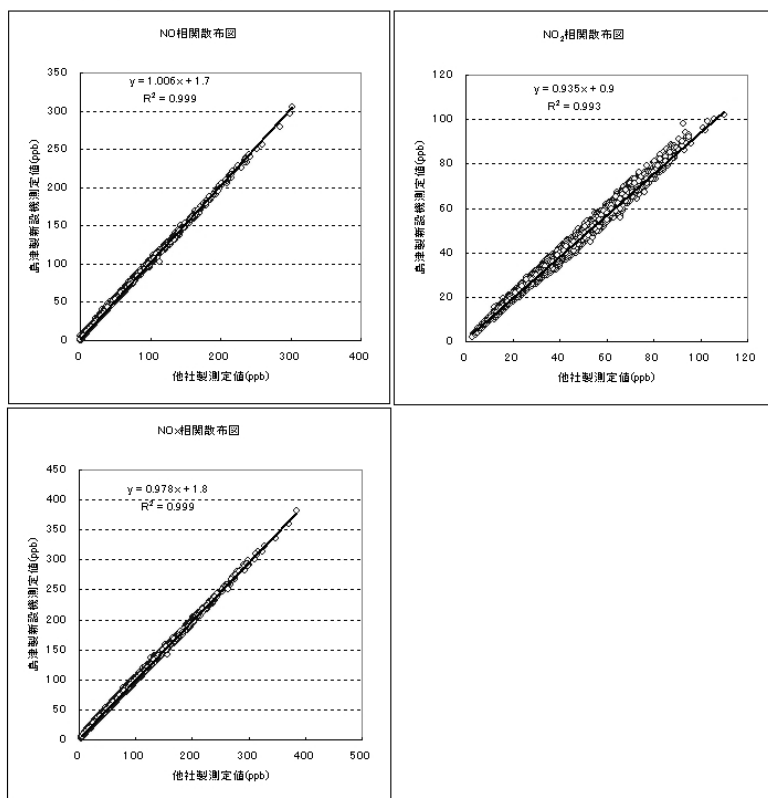 NO相関散布図
y = 1.006x + 1.7
R² = 0.999
350
300
250
200
150
100
50
0
0 100 200 300 400
島津製新設機測定値(ppb)
他社製測定値(ppb)
NO₂相関散布図
y = 0.935x + 0.9
R² = 0.993
120
100
80
60
40
20
0
0 20 40 60 80 100 120
島津製新設機測定値(ppb)
他社製測定値(ppb)
NOx相関散布図
y = 0.978x + 1.8
R² = 0.999
450
400
350
300
250
200
150
100
50
0
0 100 200 300 400 500
島津製新設機測定値(ppb)
他社製測定値(ppb)